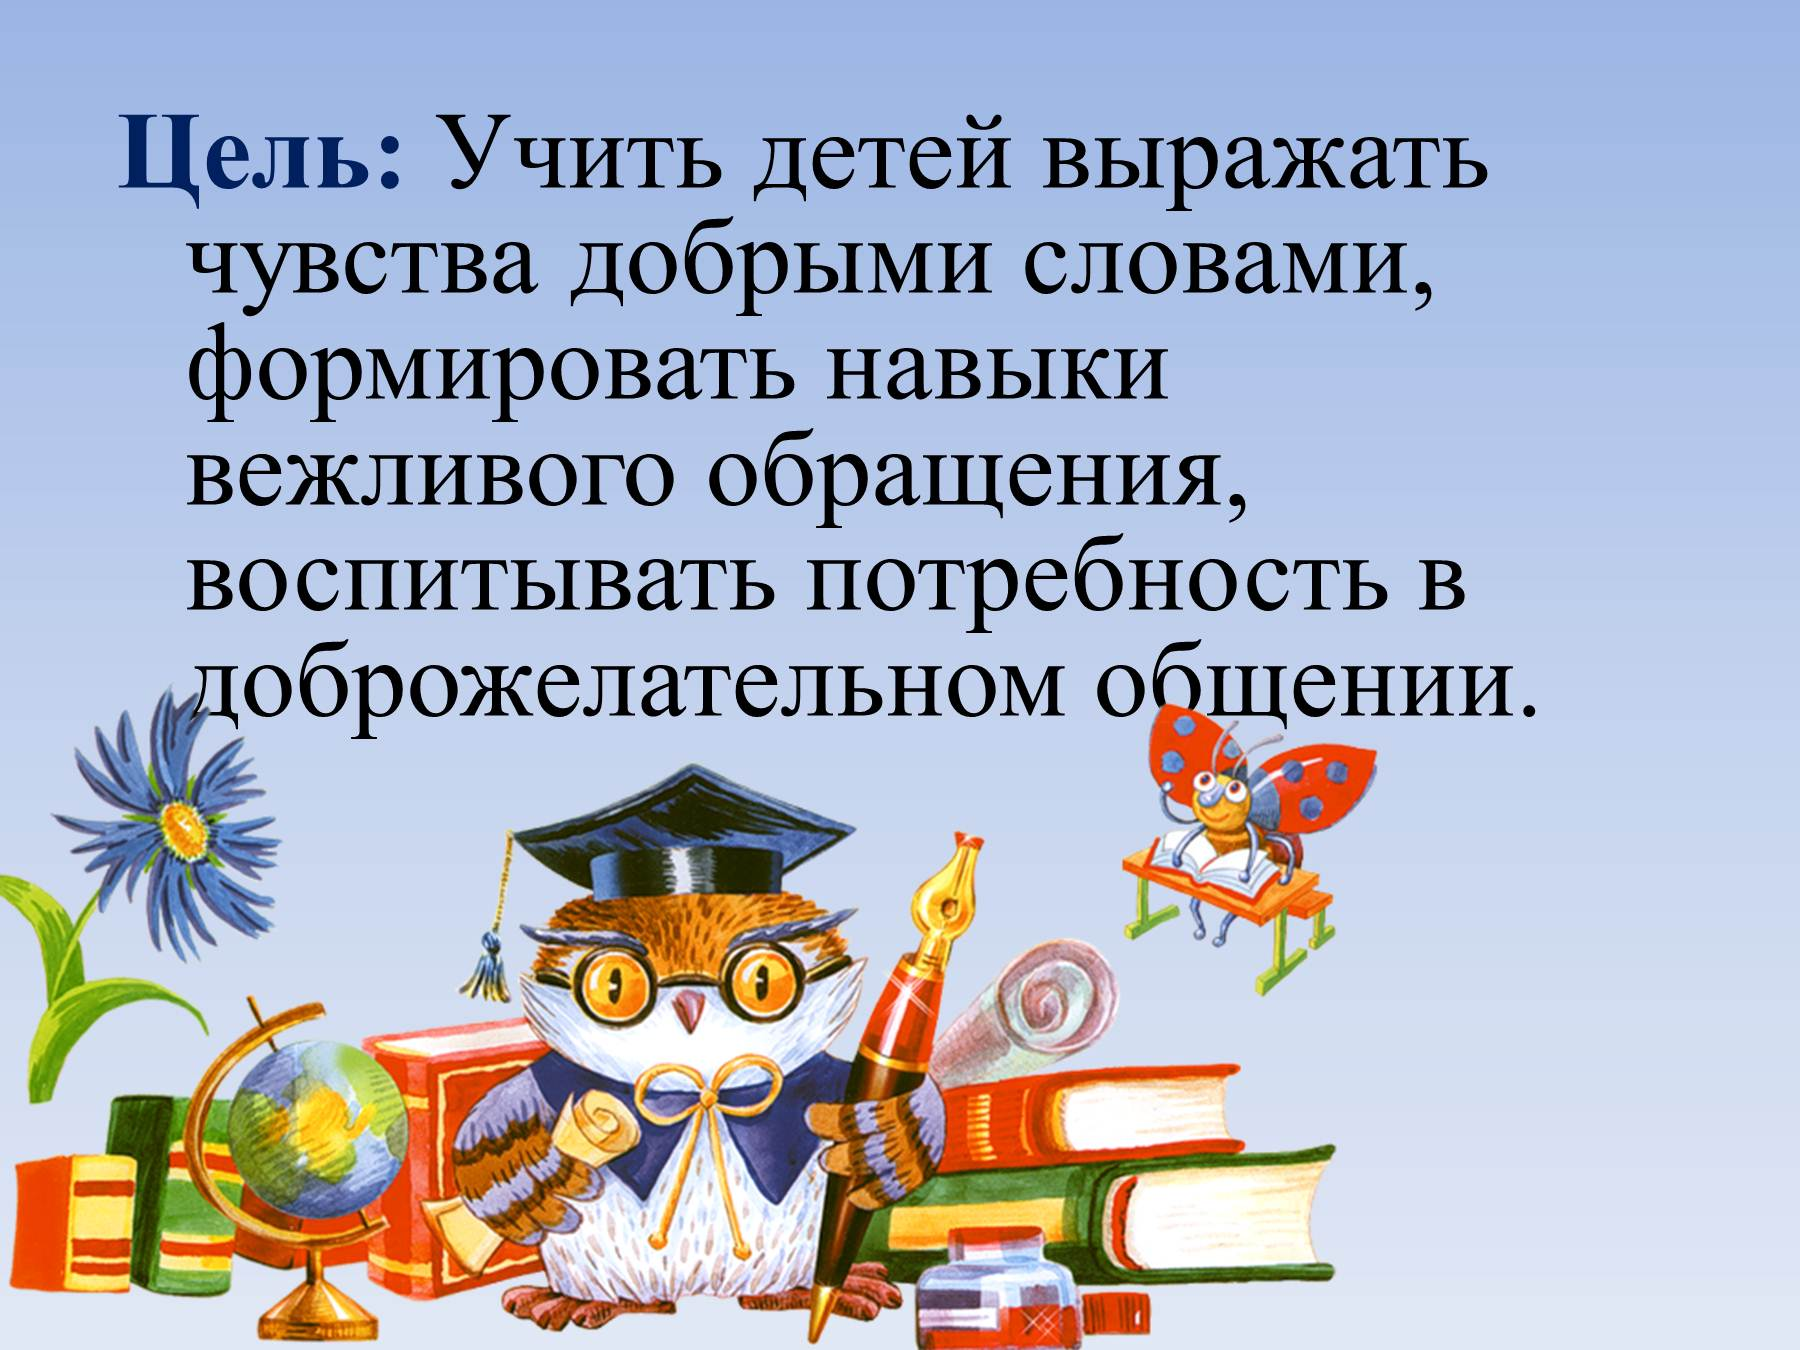 Цель: Учить детей выражать
чувства добрыми словами,
формировать навыки
вежливого обращения,
воспитывать потребность в
доброжелательном общении.